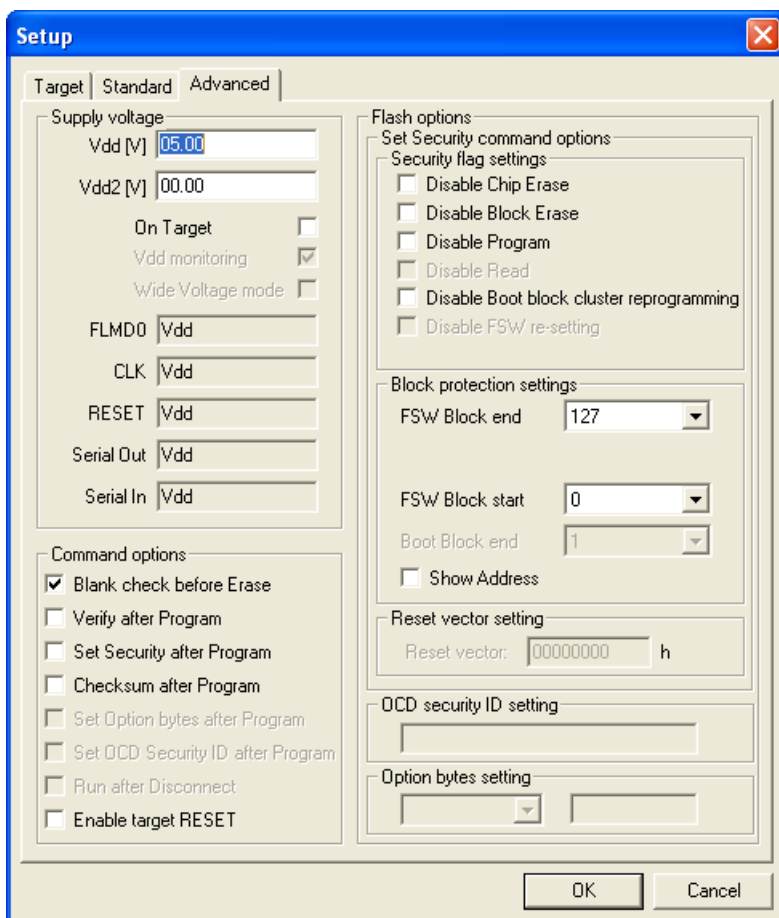 Setup
Target
Standard
Advanced
Supply voltage
Vdd [V] 05.00
Vdd2 [V] 00.00
On Target
Vdd monitoring
Wide Voltage mode
FLMD0 Vdd
CLK Vdd
RESET Vdd
Serial Out Vdd
Serial In Vdd
Command options
Blank check before Erase
Verify after Program
Set Security after Program
Checksum after Program
Set Option bytes after Program
Set OCD Security ID after Program
Run after Disconnect
Enable target RESET
Flash options
Set Security command options
Security flag settings
Disable Chip Erase
Disable Block Erase
Disable Program
Disable Read
Disable Boot block cluster reprogramming
Disable FSW re-setting
Block protection settings
FSW Block end 127
FSW Block start 0
Boot Block end 1
Show Address
Reset vector setting
Reset vector: 00000000 h
OCD security ID setting
Option bytes setting
OK
Cancel